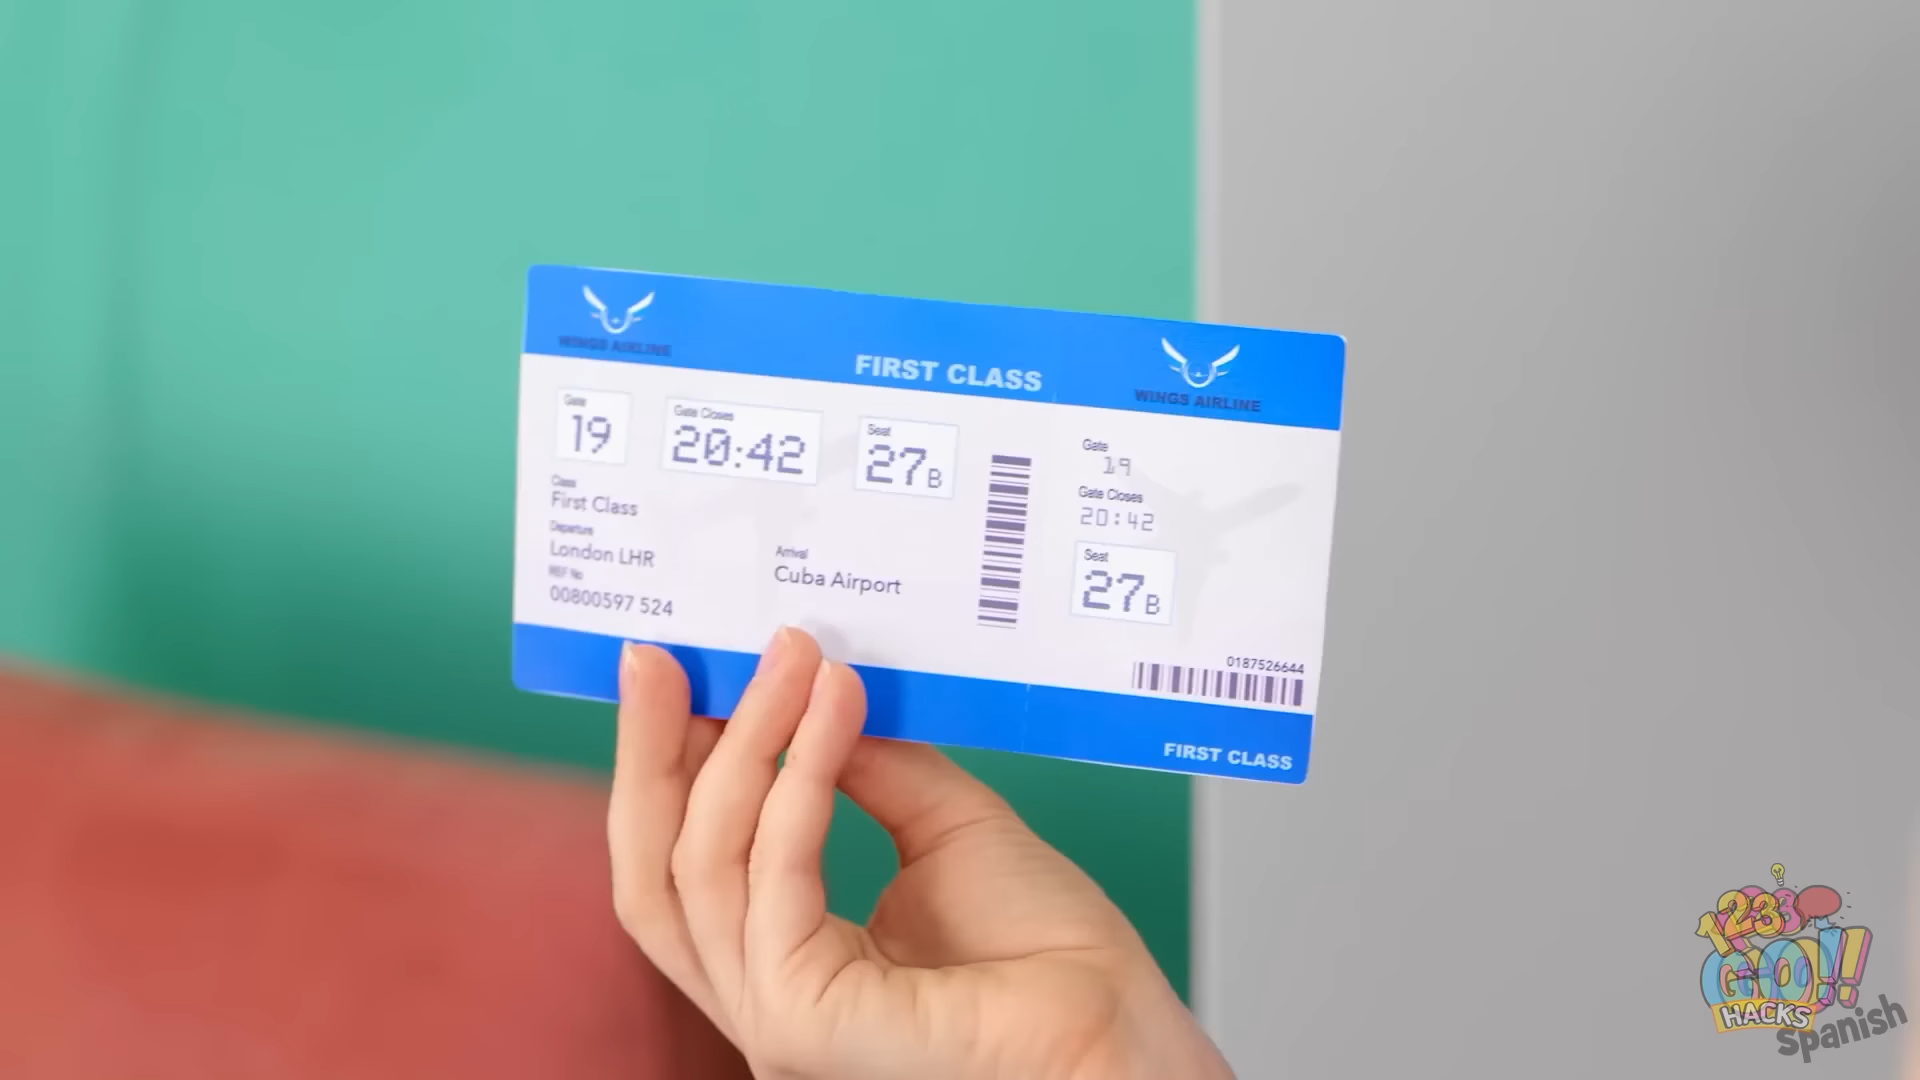 WINGS AIRLINE
FIRST CLASS
WINGS AIRLINE
Gate
19
Gate Closes
20:42
Seat
27B
Class
First Class
Departure
London LHR
REF No
00800597 524
Arrival
Cuba Airport
Gate
19
Gate Closes
20:42
Seat
27B
0187526644
FIRST CLASS
123
GO!!
HACKS
Spanish